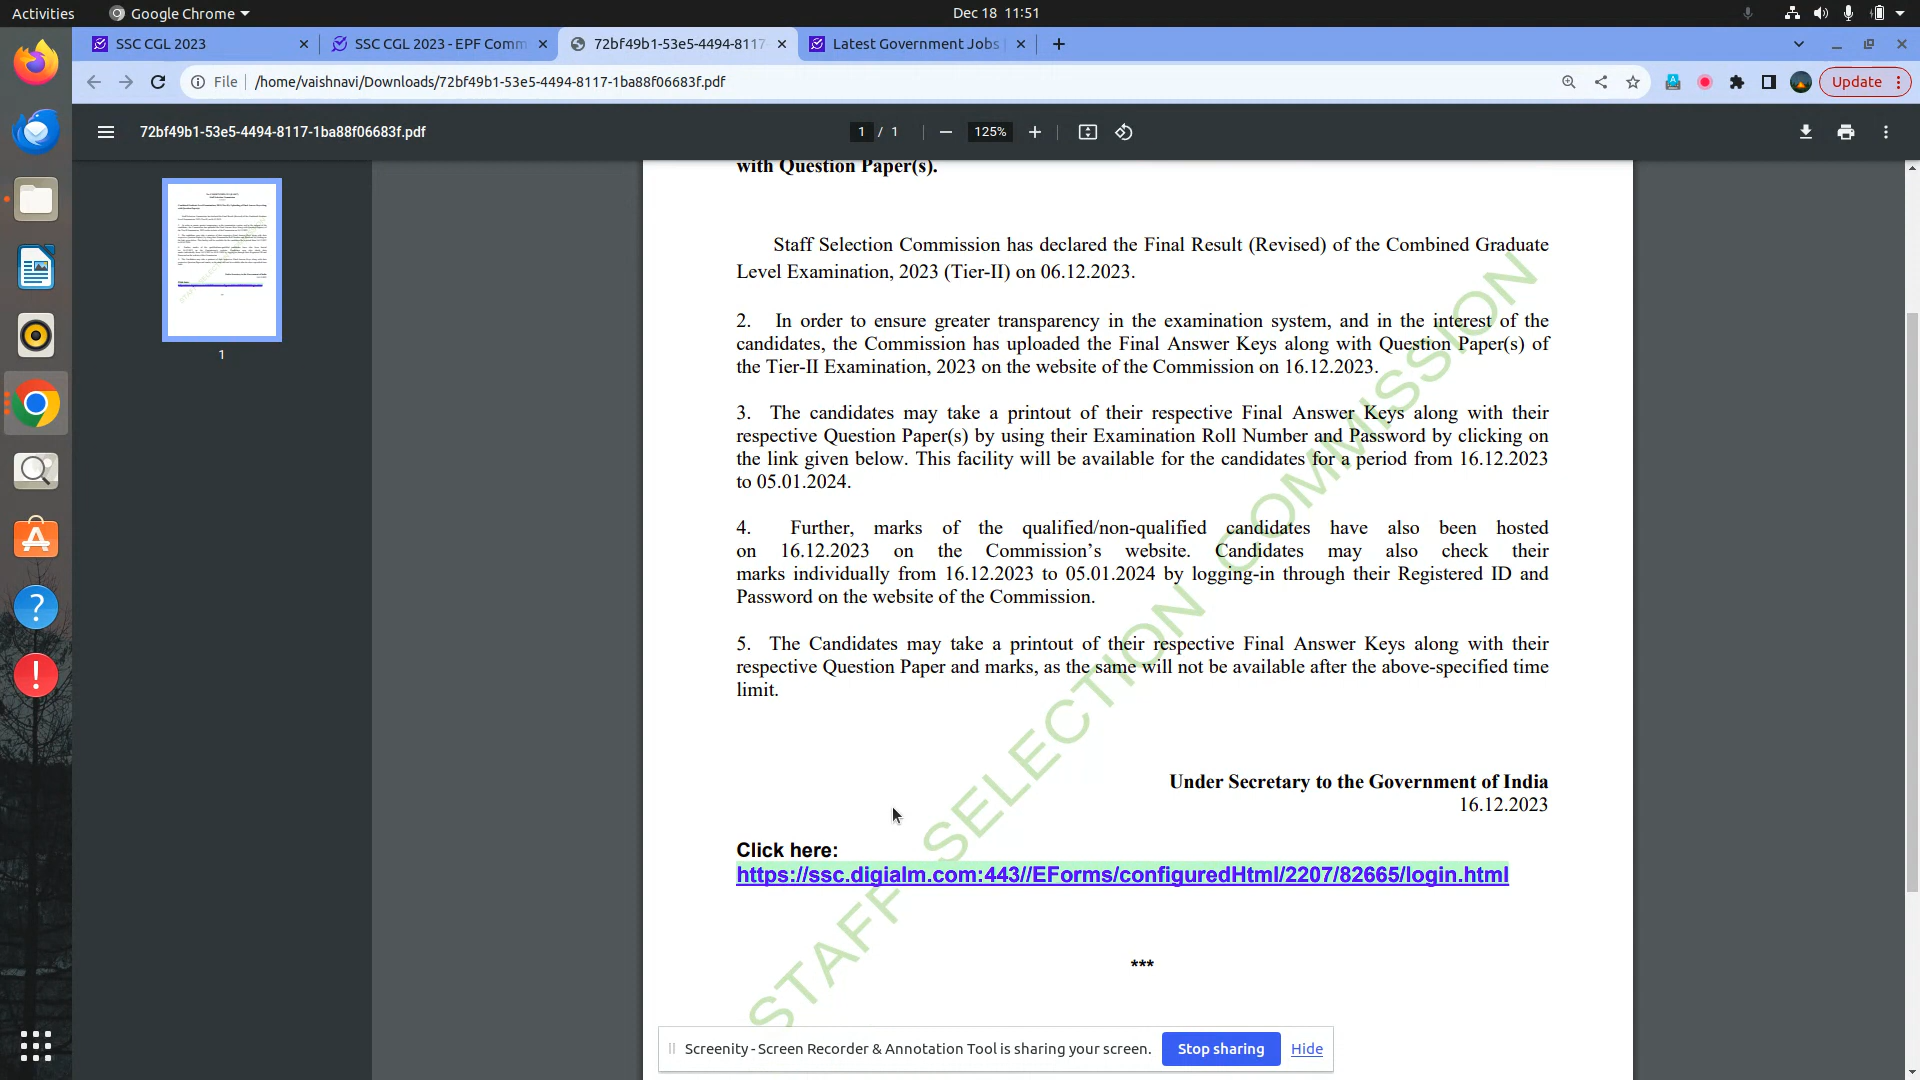 Activities
Google Chrome
Dec 18 11:51
SSC CGL 2023
SSC CGL 2023 - EPF Comm
72bf49b1-53e5-4494-8117
Latest Government Jobs
File
/home/vaishnavi/Downloads/72bf49b1-53e5-4494-8117-1ba88f06683f.pdf
Update
72bf49b1-53e5-4494-8117-1ba88f06683f.pdf
1 / 1
125%
1
with Question Paper(s).
Staff Selection Commission has declared the Final Result (Revised) of the Combined Graduate
Level Examination, 2023 (Tier-II) on 06.12.2023.
2. In order to ensure greater transparency in the examination system, and in the interest of the
candidates, the Commission has uploaded the Final Answer Keys along with Question Paper(s) of
the Tier-II Examination, 2023 on the website of the Commission on 16.12.2023.
3. The candidates may take a printout of their respective Final Answer Keys along with their
respective Question Paper(s) by using their Examination Roll Number and Password by clicking on
the link given below. This facility will be available for the candidates for a period from 16.12.2023
to 05.01.2024.
4. Further, marks of the qualified/non-qualified candidates have also been hosted
on 16.12.2023 on the Commission's website. Candidates may also check their
marks individually from 16.12.2023 to 05.01.2024 by logging-in through their Registered ID and
Password on the website of the Commission.
5. The Candidates may take a printout of their respective Final Answer Keys along with their
respective Question Paper and marks, as the same will not be available after the above-specified time
limit.
Under Secretary to the Government of India
16.12.2023
Click here:
https://ssc.digialm.com:443//EForms/configuredHtml/2207/82665/login.html
***
STAFF SELECTION COMMISSION
Screenity - Screen Recorder & Annotation Tool is sharing your screen.
Stop sharing
Hide